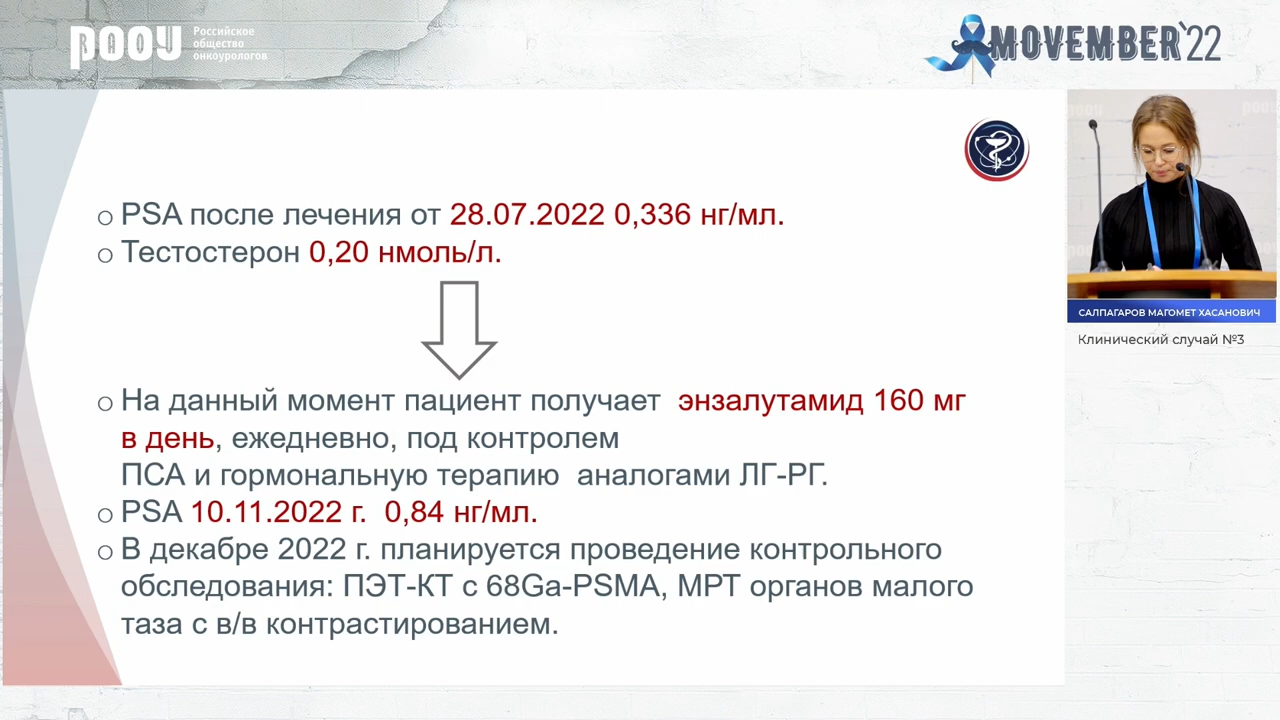 РООУ
Российское
общество
онкоурологов
MOVEMBER'22
PSA после лечения от 28.07.2022 0,336 нг/мл.
Тестостерон 0,20 нмоль/л.
На данный момент пациент получает энзалутамид 160 мг
в день, ежедневно, под контролем
ПСА и гормональную терапию аналогами ЛГ-РГ.
PSA 10.11.2022 г. 0,84 нг/мл.
В декабре 2022 г. планируется проведение контрольного
обследования: ПЭТ-КТ с 68Ga-PSMA, МРТ органов малого
таза с в/в контрастированием.
САЛПАГАРОВ МАГОМЕТ ХАСАНОВИЧ
Клинический случай №3